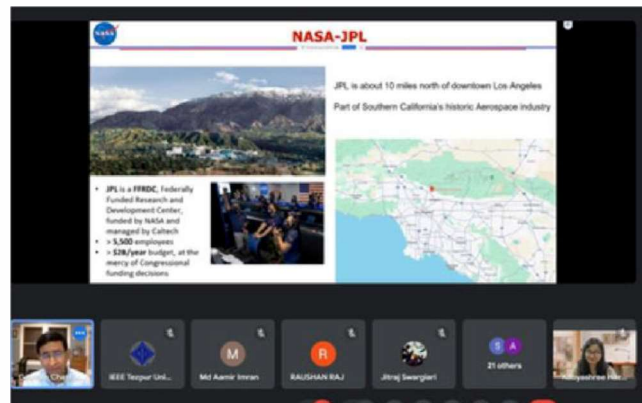 NASA
NASA-JPL
JPL is about 10 miles north of downtown Los Angeles
Part of Southern California's historic Aerospace Industry
• JPL is a FFRDC, Federally
Funded Research and
Development Center,
funded by NASA and
managed by Caltech
• > 5,500 employees
• > $2B/year budget, at the
mercy of Congressional
funding decisions
M
R
S A
IEEE Tezpur Uni...
Md Aamir Imran
RAUSHAN RAJ
Jitraj Swargiari
21 others